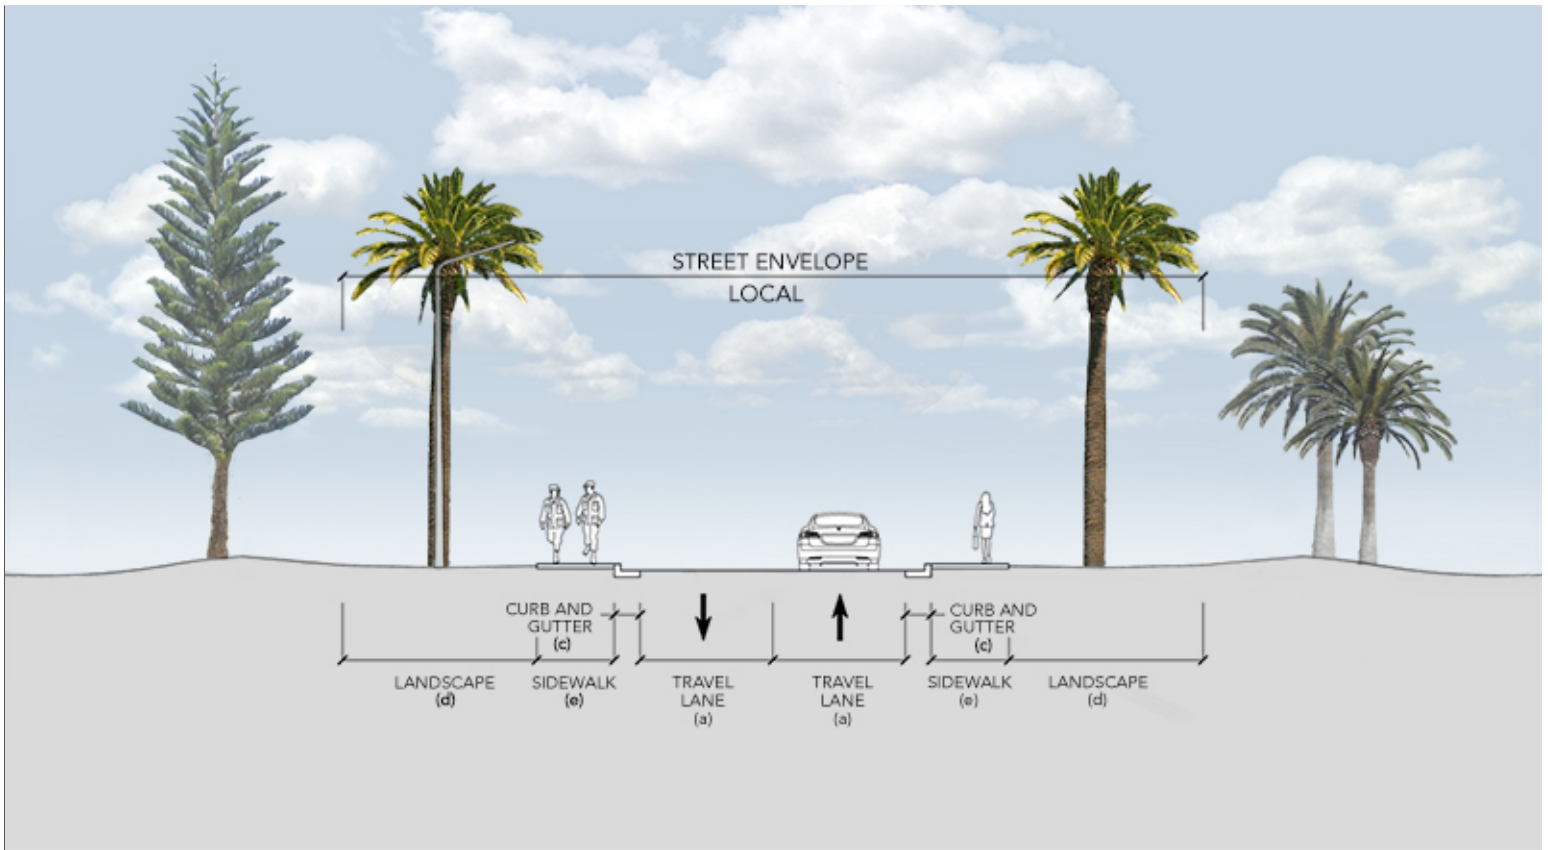 STREET ENVELOPE
LOCAL
CURB AND
GUTTER
(c)
CURB AND
GUTTER
(c)
LANDSCAPE
(d)
SIDEWALK
(e)
TRAVEL
LANE
(a)
TRAVEL
LANE
(a)
SIDEWALK
(e)
LANDSCAPE
(d)